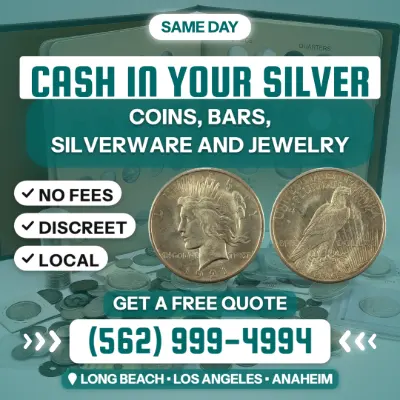 SAME DAY
QUARTERS
CASH IN YOUR SILVER
COINS, BARS,
SILVERWARE AND JEWELRY
NO FEES
DISCREET
LOCAL
GET A FREE QUOTE
(562) 999-4994
LONG BEACH • LOS ANGELES • ANAHEIM